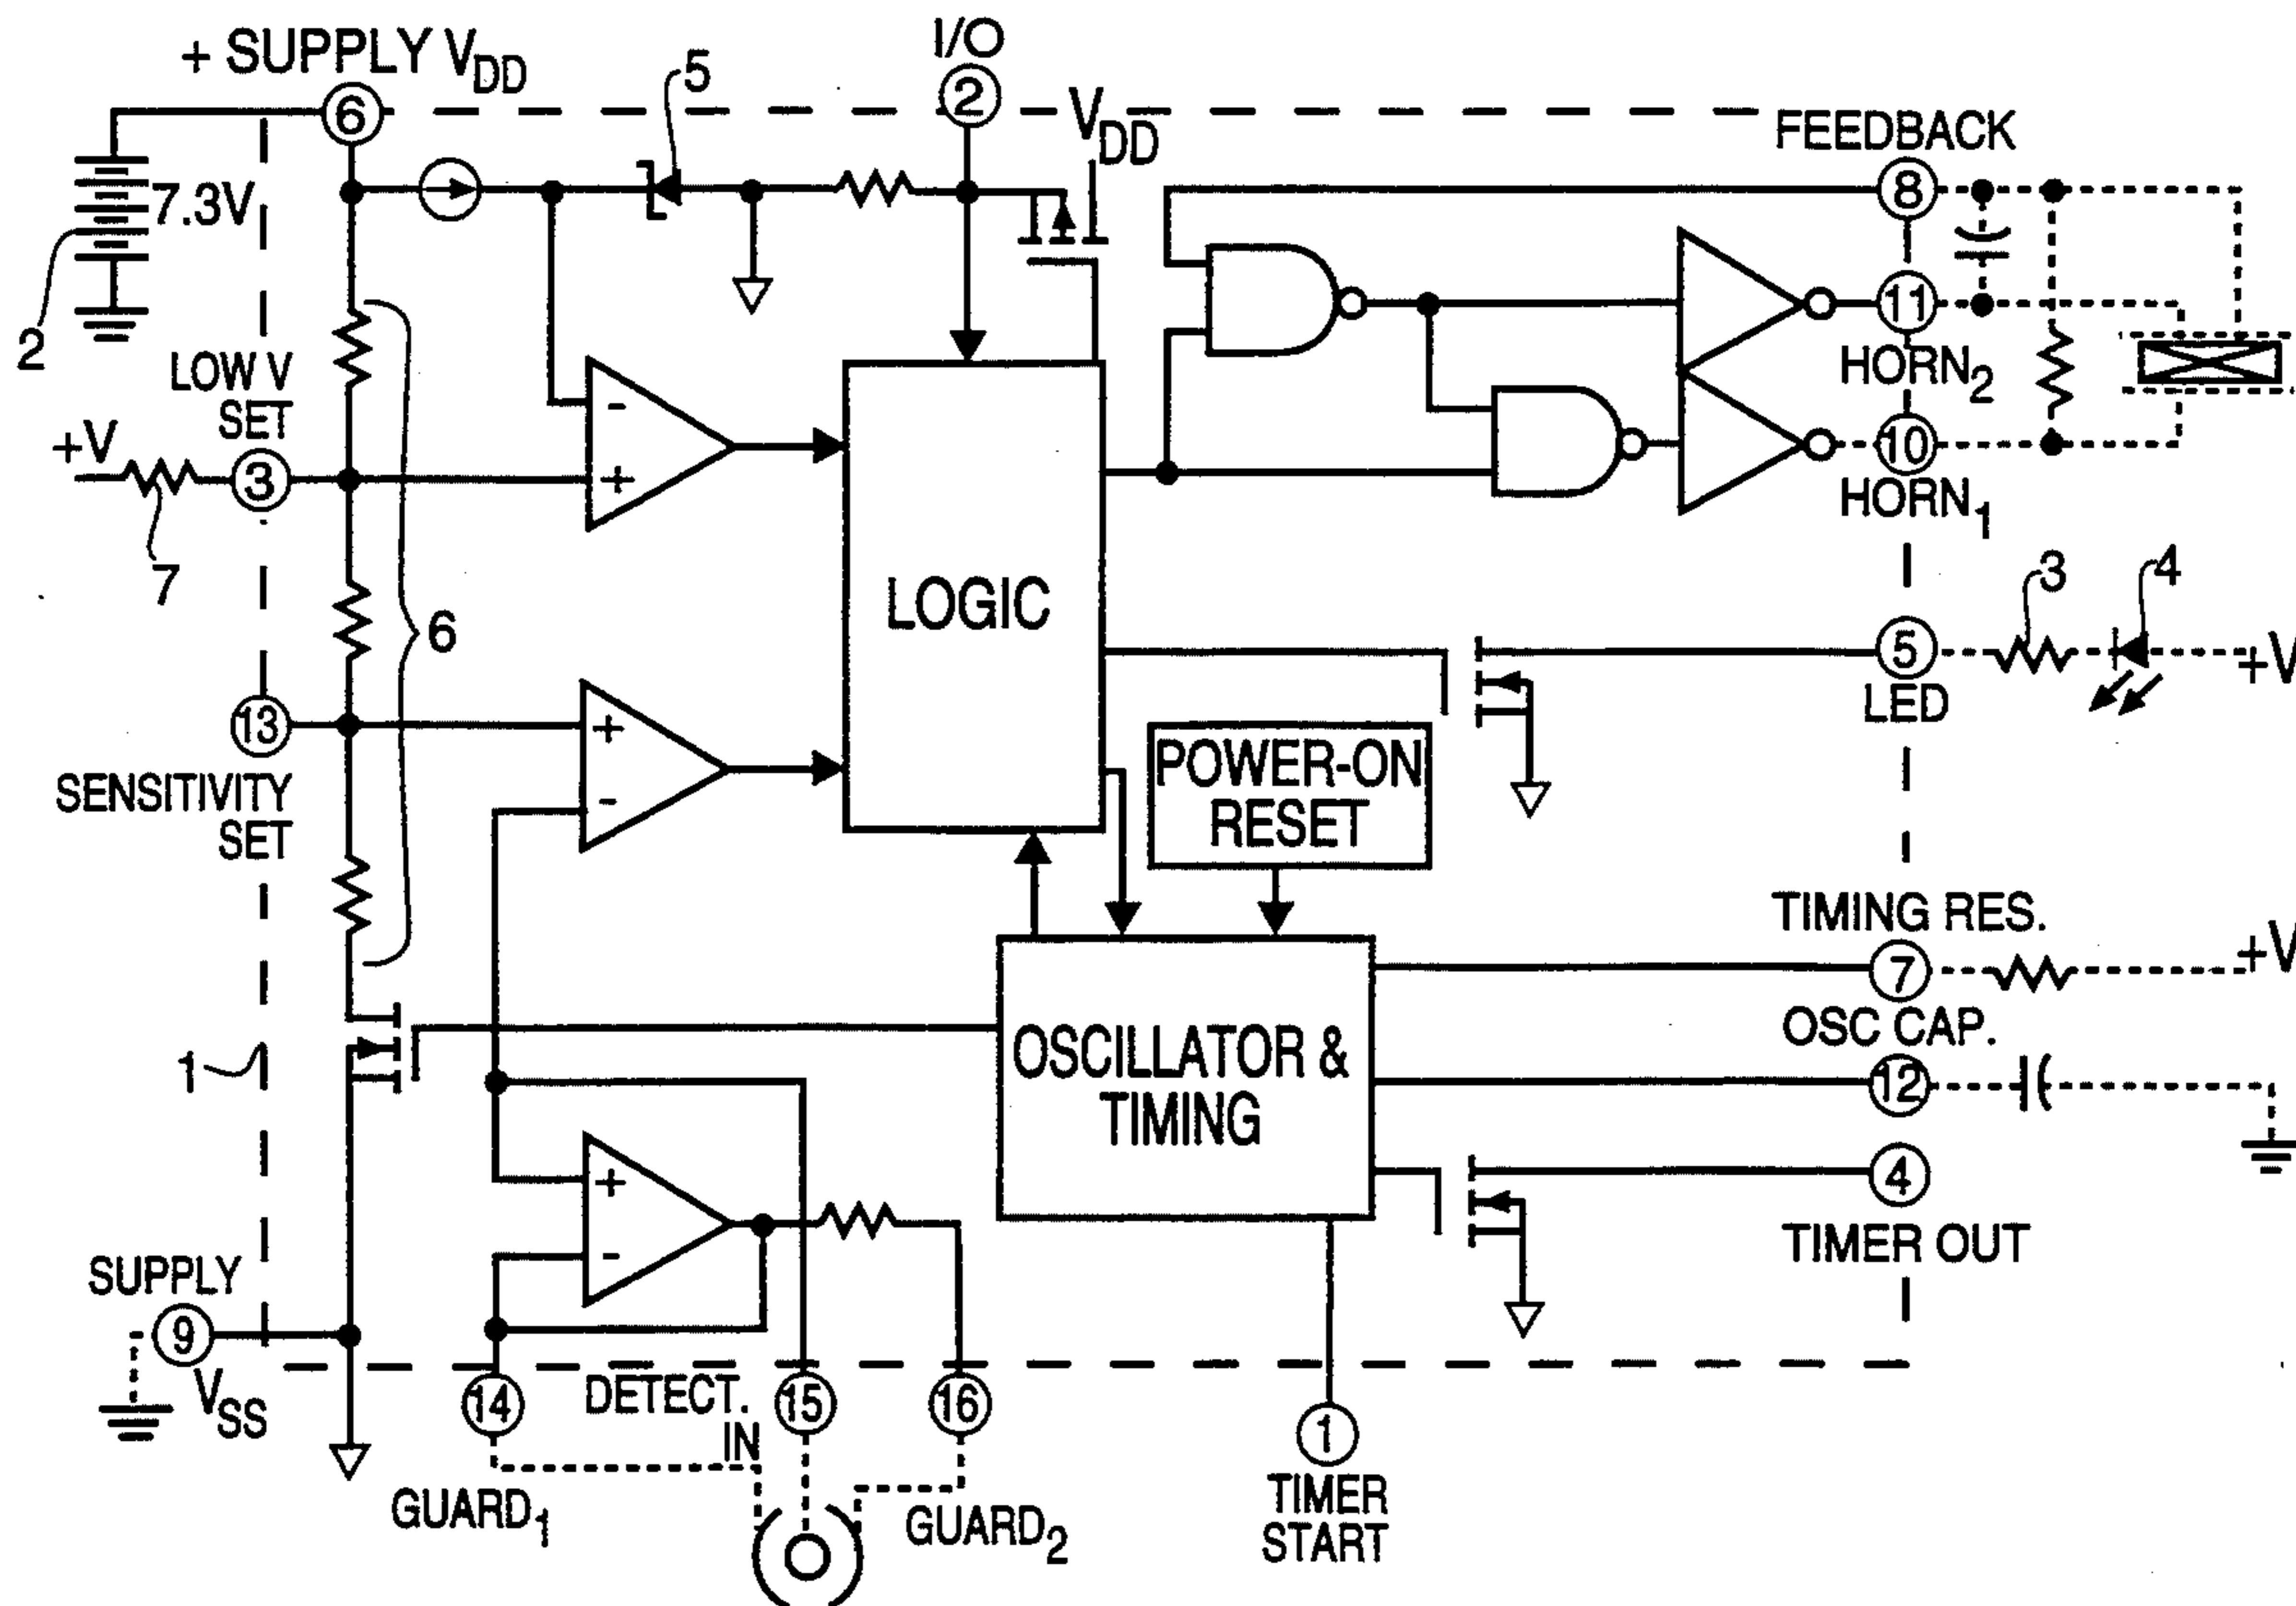 + SUPPLY VDD
6
5
I/O
2
VDD
FEEDBACK
8
7.3V
2
11
HORN2
LOW V
SET
+V
3
7
-
+
10
HORN1
LOGIC
6
3
4
5
LED
+V
13
SENSITIVITY
SET
+
-
POWER-ON
RESET
TIMING RES.
7
+V
OSC CAP.
12
1
OSCILLATOR &
TIMING
+
-
4
TIMER OUT
SUPPLY
9
VSS
14
DETECT.
IN
15
16
1
GUARD1
GUARD2
TIMER
START